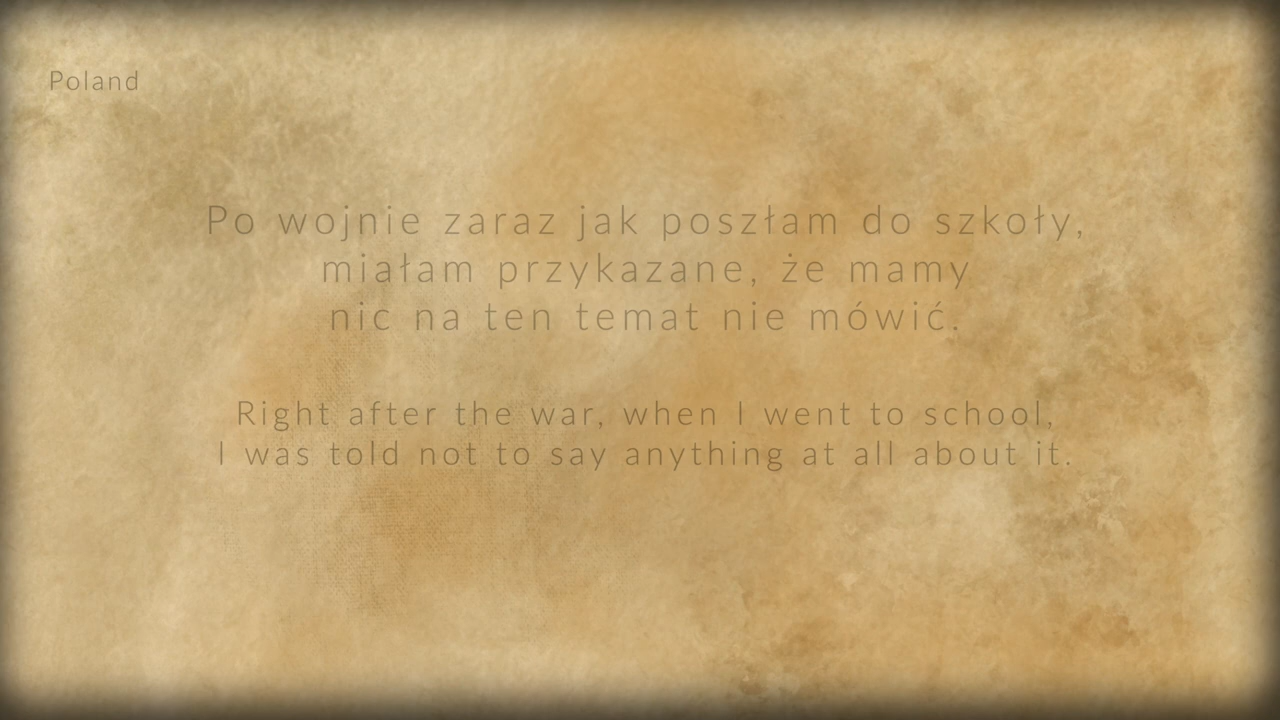 Poland
Po wojnie zaraz jak poszłam do szkoły,
miałam przykazane, że mamy
nic na ten temat nie mówić.
Right after the war, when I went to school,
I was told not to say anything at all about it.